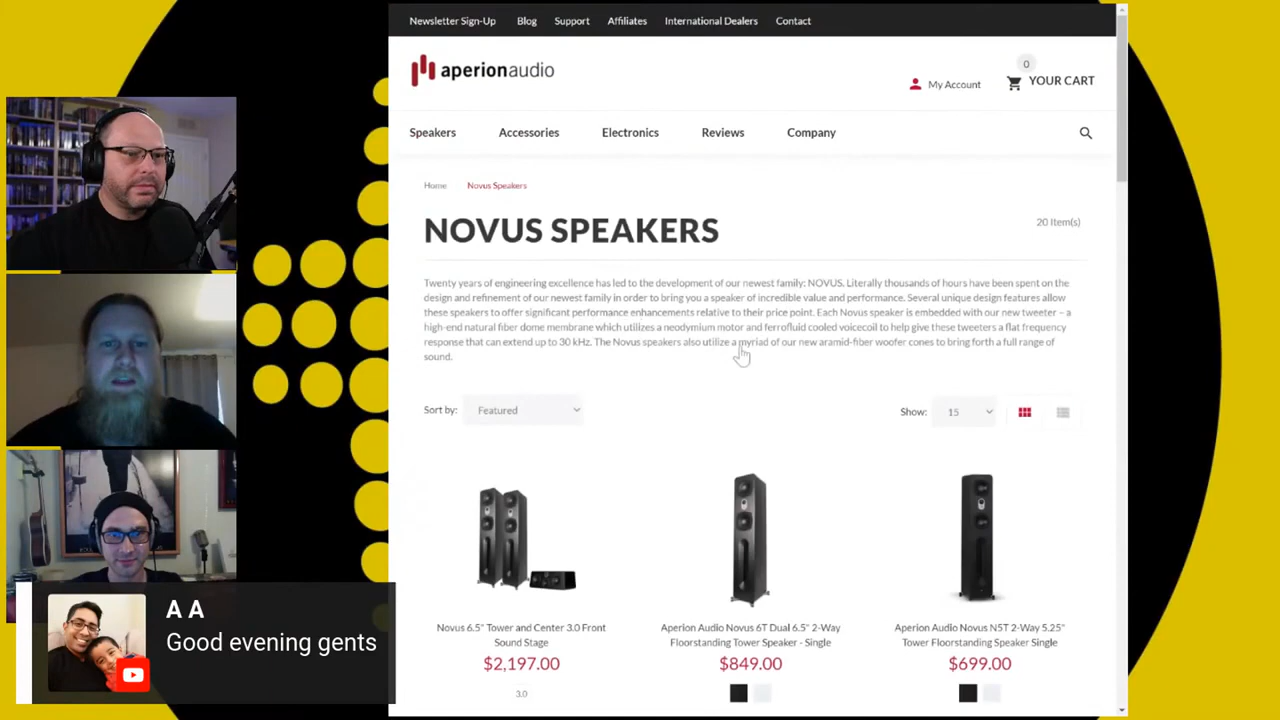 Newsletter Sign-Up Blog Support Affiliates International Dealers Contact
aperionaudio
My Account
0
YOUR CART
Speakers Accessories Electronics Reviews Company
Home Novus Speakers
NOVUS SPEAKERS
20 Item(s)
Twenty years of engineering excellence has led to the development of our newest family: NOVUS. Literally thousands of hours have been spent on the
design and refinement of our newest family in order to bring you a speaker of incredible value and performance. Several unique design features allow
these speakers to offer significant performance enhancements relative to their price point. Each Novus speaker is embedded with our new tweeter – a
high-end natural fiber dome membrane which utilizes a neodymium motor and ferrofluid cooled voicecoil to help give these tweeters a flat frequency
response that can extend up to 30 kHz. The Novus speakers also utilize a myriad of our new aramid-fiber woofer cones to bring forth a full range of
sound.
Sort by: Featured
Show: 15
Novus 6.5" Tower and Center 3.0 Front
Sound Stage
$2,197.00
3.0
Aperion Audio Novus 6T Dual 6.5" 2-Way
Floorstanding Tower Speaker - Single
$849.00
Aperion Audio Novus N5T 2-Way 5.25"
Tower Floorstanding Speaker Single
$699.00
A A
Good evening gents